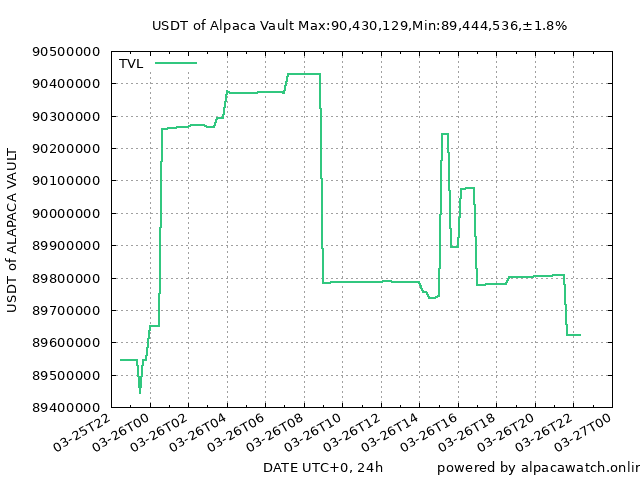 USDT of Alpaca Vault Max:90,430,129,Min:89,444,536,±1.8%
TVL
90500000
90400000
90300000
90200000
90100000
90000000
89900000
89800000
89700000
89600000
89500000
89400000
USDT of ALAPACA VAULT
03-25T22
03-26T00
03-26T02
03-26T04
03-26T06
03-26T08
03-26T10
03-26T12
03-26T14
03-26T16
03-26T18
03-26T20
03-26T22
03-27T00
DATE UTC+0, 24h
powered by alpacawatch.onlin